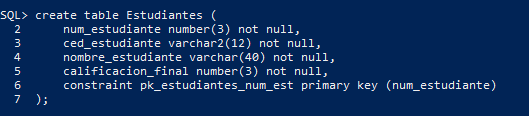 SQL> create table Estudiantes (
  2      num_estudiante number(3) not null,
  3      ced_estudiante varchar2(12) not null,
  4      nombre_estudiante varchar(40) not null,
  5      calificacion_final number(3) not null,
  6      constraint pk_estudiantes_num_est primary key (num_estudiante)
  7  );